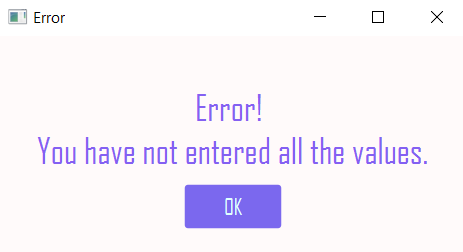 Error
Error!
You have not entered all the values.
OK